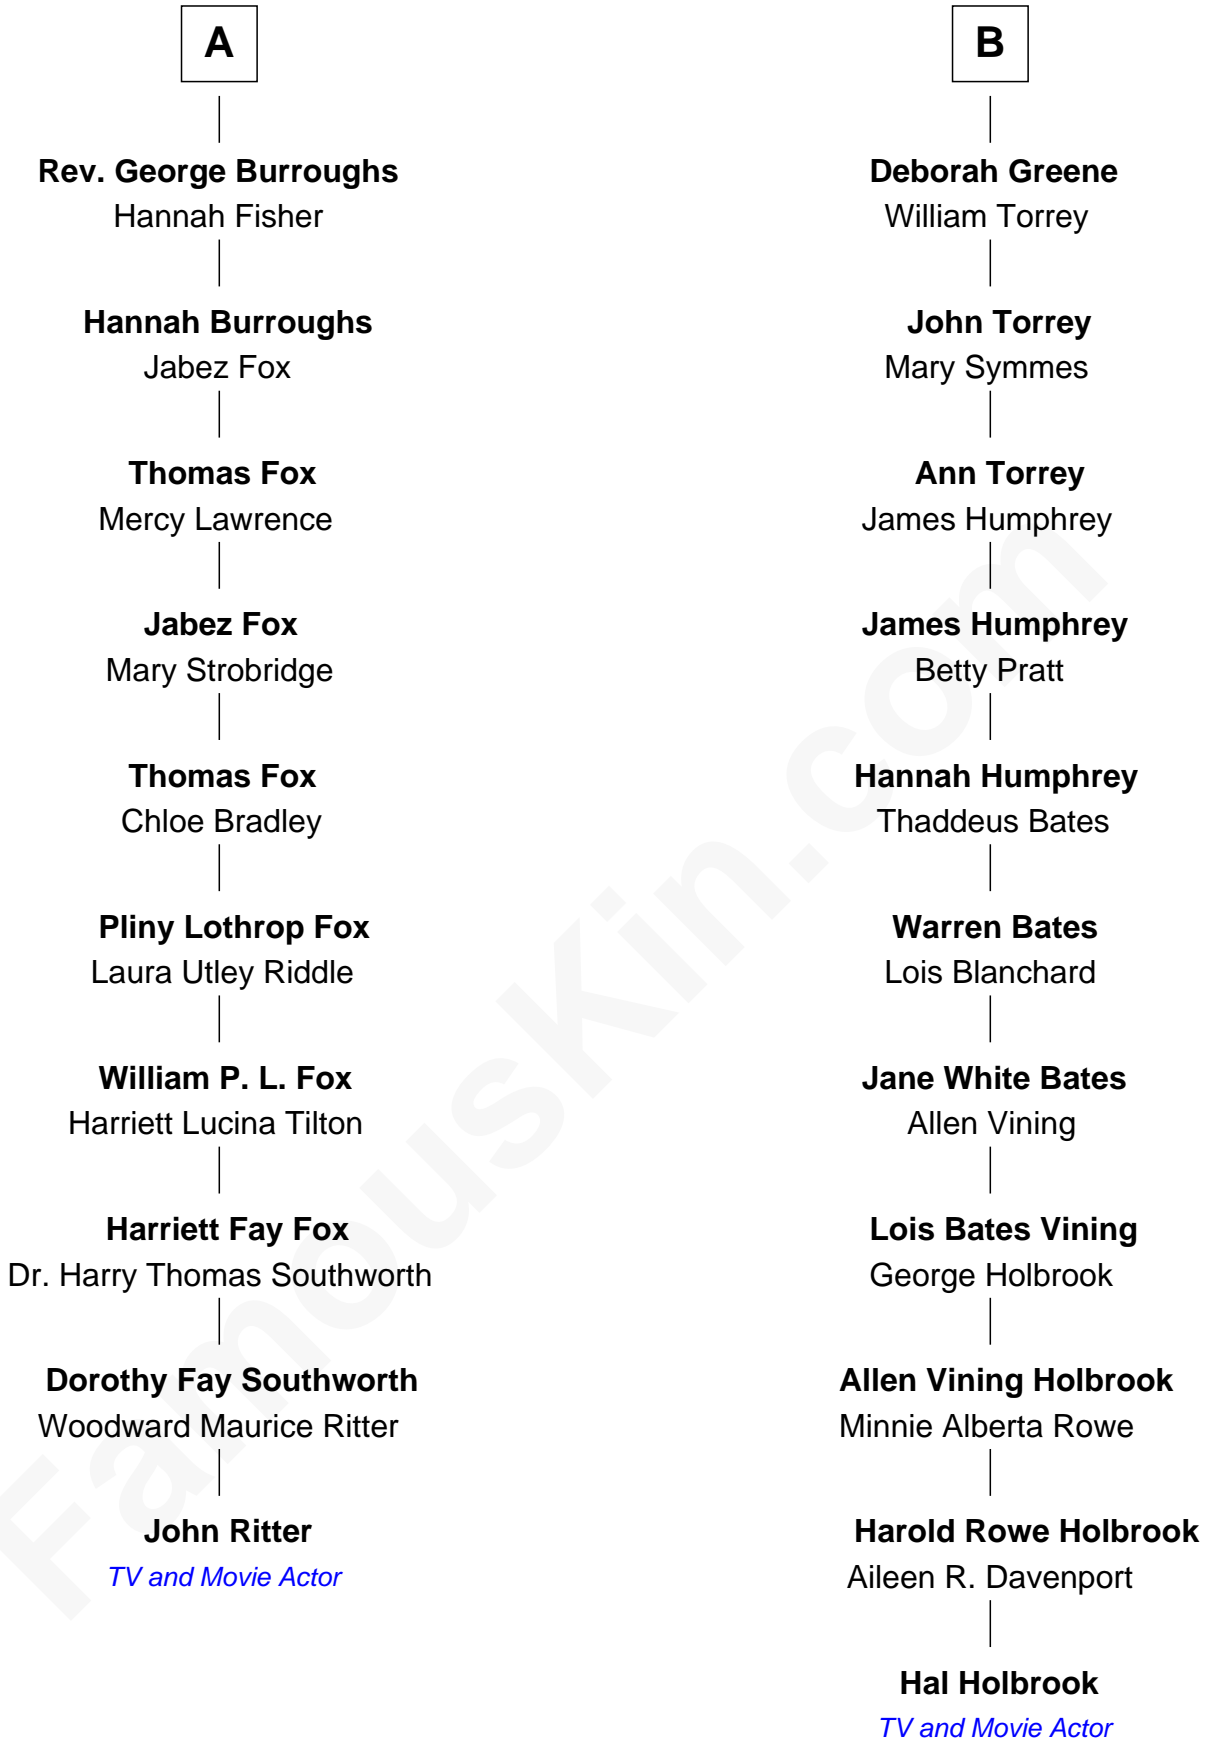 A
Rev. George Burroughs
Hannah Fisher
Hannah Burroughs
Jabez Fox
Thomas Fox
Mercy Lawrence
Jabez Fox
Mary Strobridge
Thomas Fox
Chloe Bradley
Pliny Lothrop Fox
Laura Utley Riddle
William P. L. Fox
Harriett Lucina Tilton
Harriett Fay Fox
Dr. Harry Thomas Southworth
Dorothy Fay Southworth
Woodward Maurice Ritter
John Ritter
TV and Movie Actor
B
Deborah Greene
William Torrey
John Torrey
Mary Symmes
Ann Torrey
James Humphrey
James Humphrey
Betty Pratt
Hannah Humphrey
Thaddeus Bates
Warren Bates
Lois Blanchard
Jane White Bates
Allen Vining
Lois Bates Vining
George Holbrook
Allen Vining Holbrook
Minnie Alberta Rowe
Harold Rowe Holbrook
Aileen R. Davenport
Hal Holbrook
TV and Movie Actor
FamousKin.com